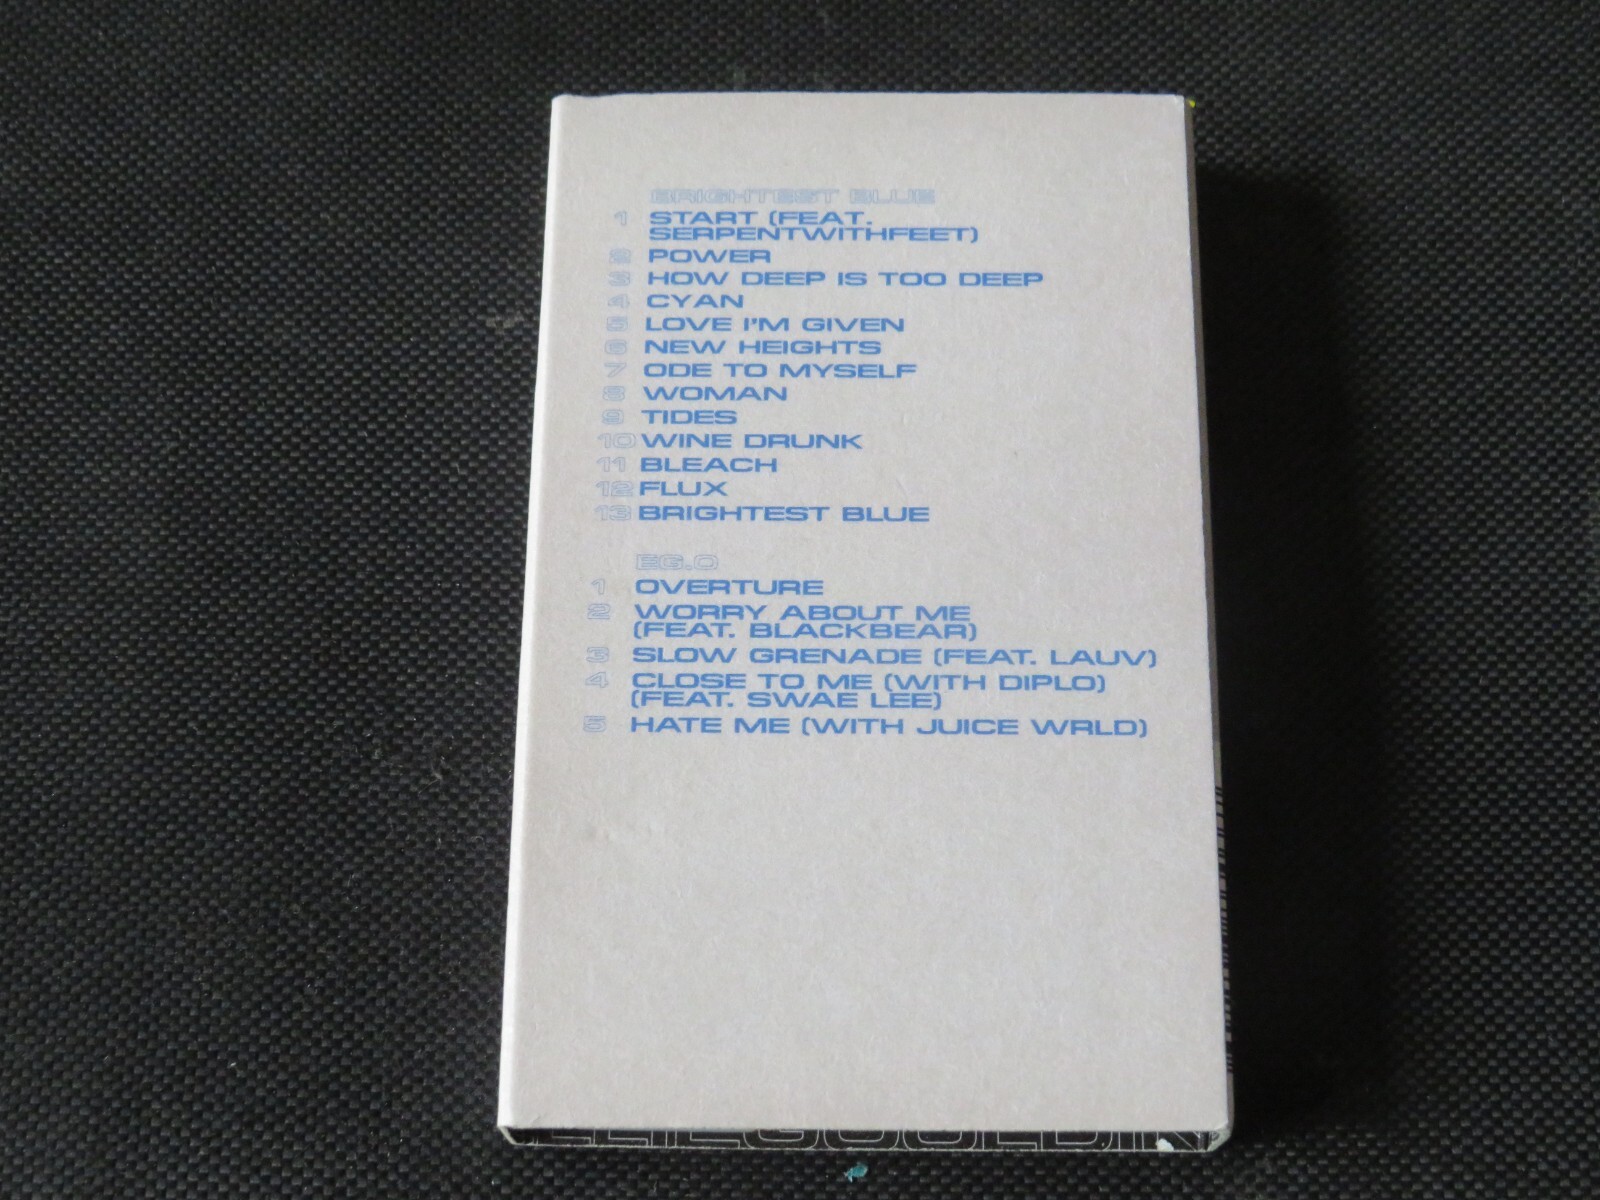 BRIGHTEST BLUE
1 START (FEAT.
SERPENTWITHFEET)
2 POWER
3 HOW DEEP IS TOO DEEP
4 CYAN
5 LOVE I'M GIVEN
6 NEW HEIGHTS
7 ODE TO MYSELF
8 WOMAN
9 TIDES
10 WINE DRUNK
11 BLEACH
12 FLUX
13 BRIGHTEST BLUE
EG.O
1 OVERTURE
2 WORRY ABOUT ME
(FEAT. BLACKBEAR)
3 SLOW GRENADE (FEAT. LAUV)
4 CLOSE TO ME (WITH DIPLO)
(FEAT. SWAE LEE)
5 HATE ME (WITH JUICE WRLD)